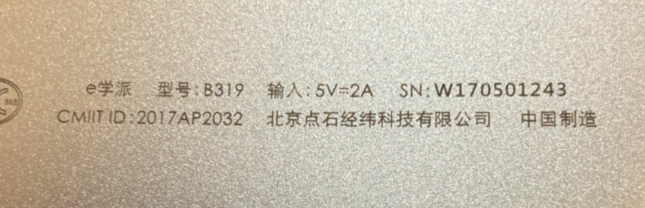 e学派 型号:B319 输入:5V⎓2A SN:W170501243
CMIIT ID:2017AP2032 北京点石经纬科技有限公司 中国制造